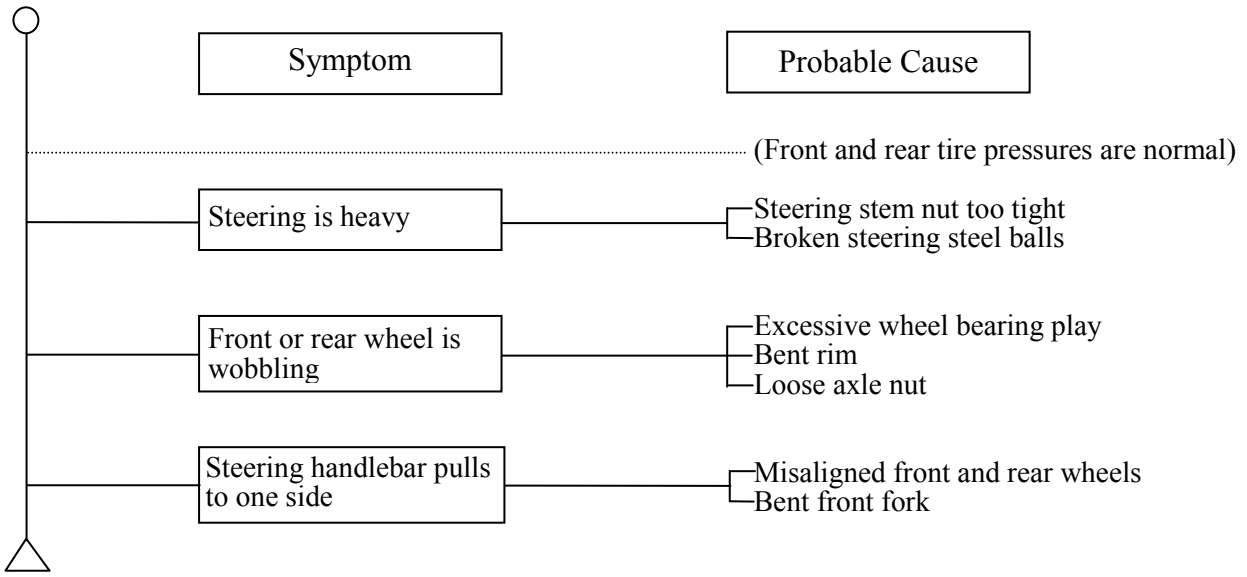 Symptom
Probable Cause
(Front and rear tire pressures are normal)
Steering is heavy
Steering stem nut too tight
Broken steering steel balls
Front or rear wheel is
wobbling
Excessive wheel bearing play
Bent rim
Loose axle nut
Steering handlebar pulls
to one side
Misaligned front and rear wheels
Bent front fork